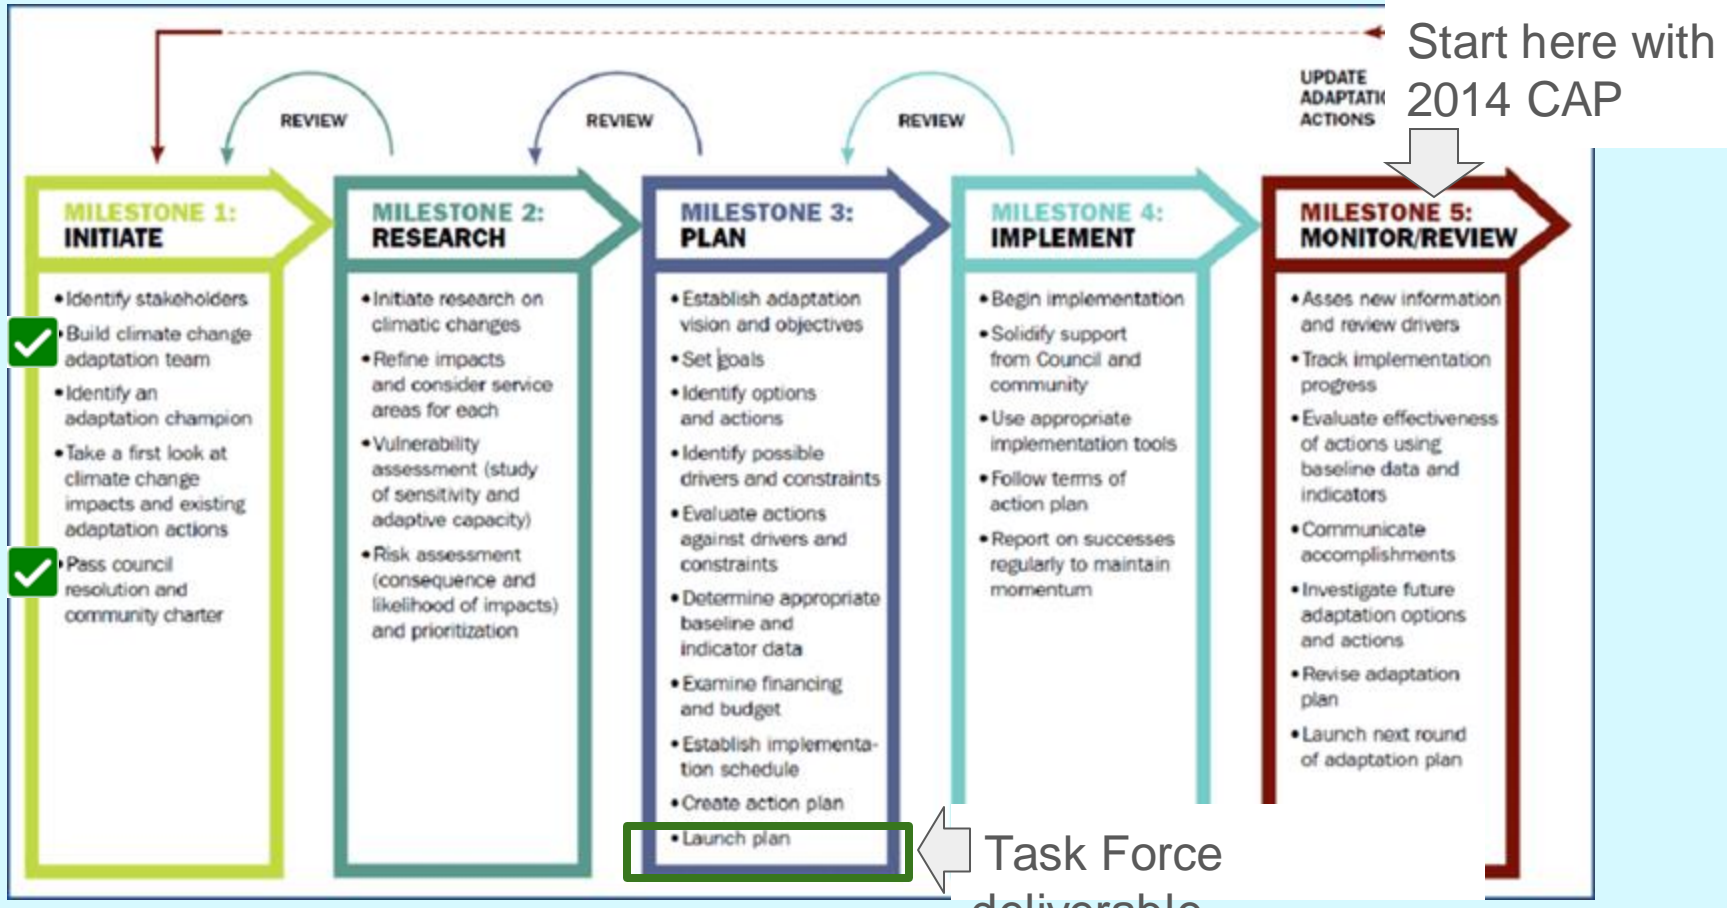 Start here with
2014 CAP
UPDATE
ADAPTATI
ACTIONS
REVIEW
REVIEW
REVIEW
MILESTONE 1:
INITIATE
•Identify stakeholders
•Build climate change
adaptation team
•Identify an
adaptation champion
•Take a first look at
climate change
impacts and existing
adaptation actions
•Pass council
resolution and
community charter
MILESTONE 2:
RESEARCH
•Initiate research on
climatic changes
•Refine impacts
and consider service
areas for each
•Vulnerability
assessment (study
of sensitivity and
adaptive capacity)
•Risk assessment
(consequence and
likelihood of impacts)
and prioritization
MILESTONE 3:
PLAN
•Establish adaptation
vision and objectives
•Set goals
•Identify options
and actions
•Identify possible
drivers and constraints
•Evaluate actions
against drivers and
constraints
•Determine appropriate
baseline and
indicator data
•Examine financing
and budget
•Establish implementa-
tion schedule
•Create action plan
•Launch plan
MILESTONE 4:
IMPLEMENT
•Begin implementation
•Solidify support
from Council and
community
•Use appropriate
implementation tools
•Follow terms of
action plan
•Report on successes
regularly to maintain
momentum
MILESTONE 5:
MONITOR/REVIEW
•Asses new information
and review drivers
•Track implementation
progress
•Evaluate effectiveness
of actions using
baseline data and
indicators
•Communicate
accomplishments
•Investigate future
adaptation options
and actions
•Revise adaptation
plan
•Launch next round
of adaptation plan
Task Force
deliverable